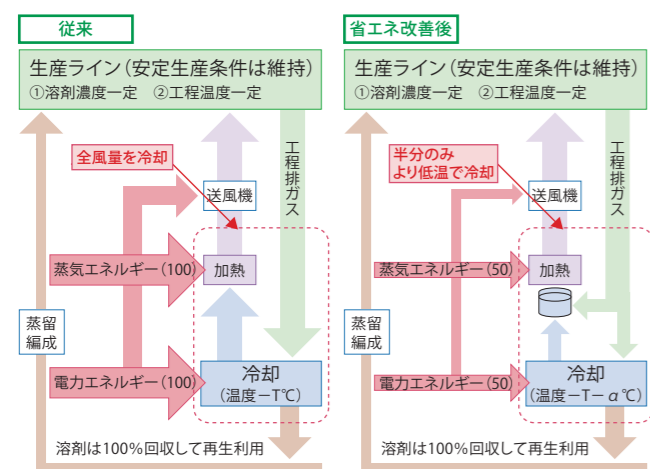 従来
生産ライン(安定生産条件は維持)
①溶剤濃度一定 ②工程温度一定
全風量を冷却
工程排ガス
送風機
蒸気エネルギー(100)
加熱
蒸留
編成
電力エネルギー(100)
冷却
(温度−T℃)
溶剤は100%回収して再生利用
省エネ改善後
生産ライン(安定生産条件は維持)
①溶剤濃度一定 ②工程温度一定
半分のみ
より低温で冷却
工程排ガス
送風機
蒸気エネルギー(50)
加熱
蒸留
編成
電力エネルギー(50)
冷却
(温度−T−α℃)
溶剤は100%回収して再生利用